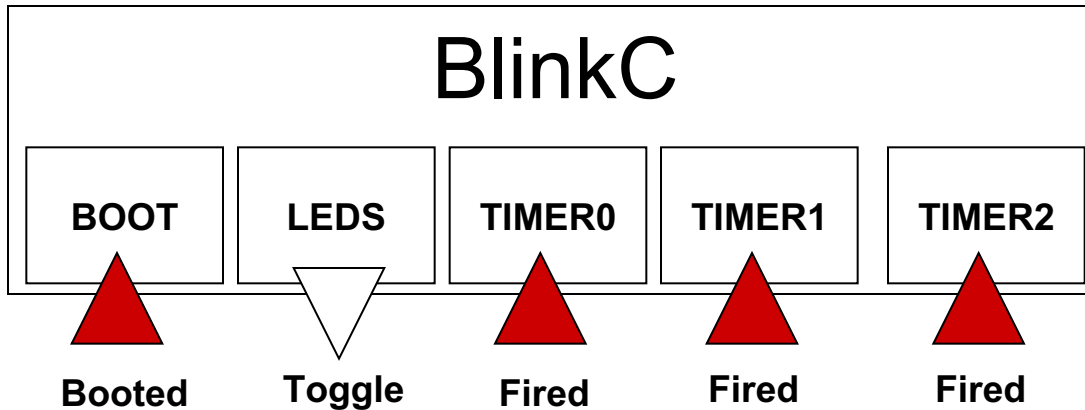 BlinkC
BOOT LEDS TIMER0 TIMER1 TIMER2
Booted Toggle Fired Fired Fired